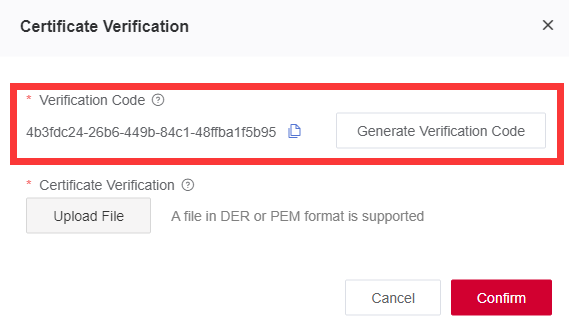 Certificate Verification
* Verification Code
4b3fdc24-26b6-449b-84c1-48ffba1f5b95 Generate Verification Code
* Certificate Verification
Upload File A file in DER or PEM format is supported
Cancel Confirm